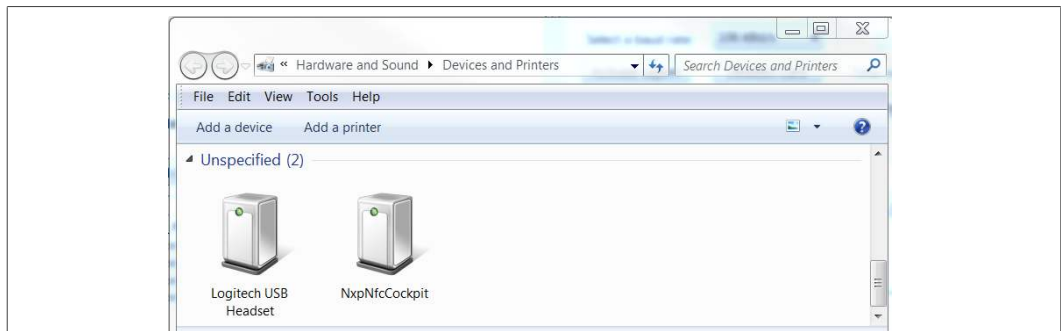 « Hardware and Sound Devices and Printers Search Devices and Printers
File Edit View Tools Help
Add a device Add a printer
Unspecified (2)
Logitech USB Headset
NxpNfcCockpit